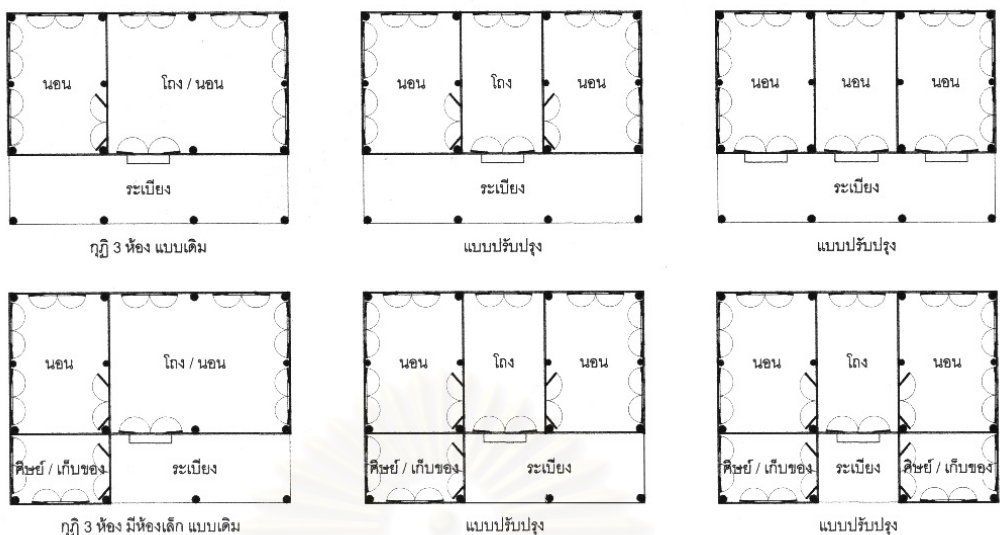 นอน โถง / นอน นอน โถง นอน นอน นอน นอน
ระเบียง ระเบียง ระเบียง
กุฏิ 3 ห้อง แบบเดิม แบบปรับปรุง แบบปรับปรุง
นอน โถง / นอน นอน โถง นอน นอน โถง นอน
ศิษย์ / เก็บของ ระเบียง ศิษย์ / เก็บของ ระเบียง ศิษย์ / เก็บของ ระเบียง ศิษย์ / เก็บของ
กุฏิ 3 ห้อง มีห้องเล็ก แบบเดิม แบบปรับปรุง แบบปรับปรุง